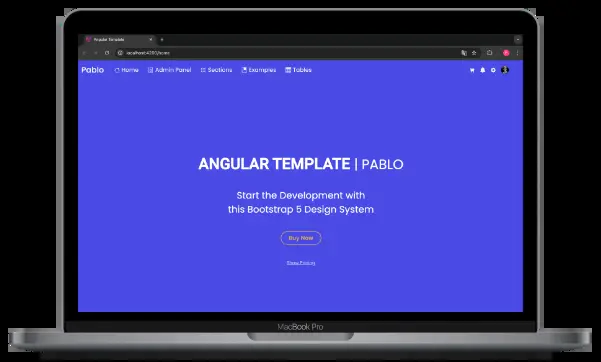 Angular Template
localhost:4200/home
Pablo
Home
Admin Panel
Sections
Examples
Tables
ANGULAR TEMPLATE | PABLO
Start the Development with
this Bootstrap 5 Design System
Buy Now
MacBook Pro